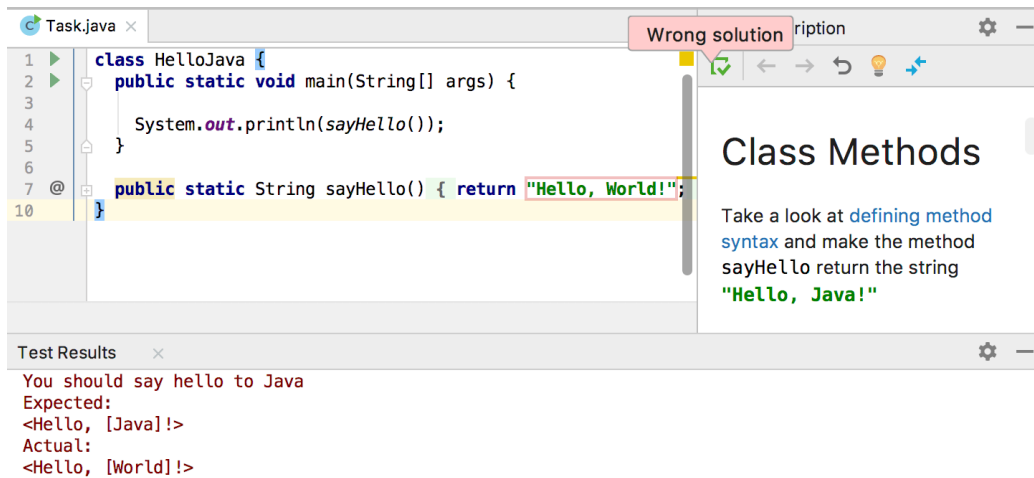 Task.java
Wrong solution
ription
1 class HelloJava {
2 public static void main(String[] args) {
3
4 System.out.println(sayHello());
5 }
6
7 @ public static String sayHello() { return "Hello, World!";
10 }
Class Methods
Take a look at defining method
syntax and make the method
sayHello return the string
"Hello, Java!"
Test Results
You should say hello to Java
Expected:
<Hello, [Java]!>
Actual:
<Hello, [World]!>